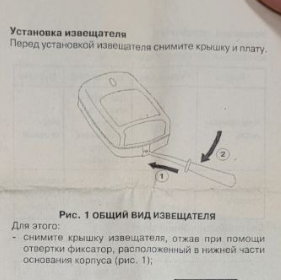 Установка извещателя
Перед установкой извещателя снимите крышку и плату.
2
1
Рис. 1 ОБЩИЙ ВИД ИЗВЕЩАТЕЛЯ
Для этого:
- снимите крышку извещателя, отжав при помощи
отвертки фиксатор, расположенный в нижней части
основания корпуса (рис. 1);